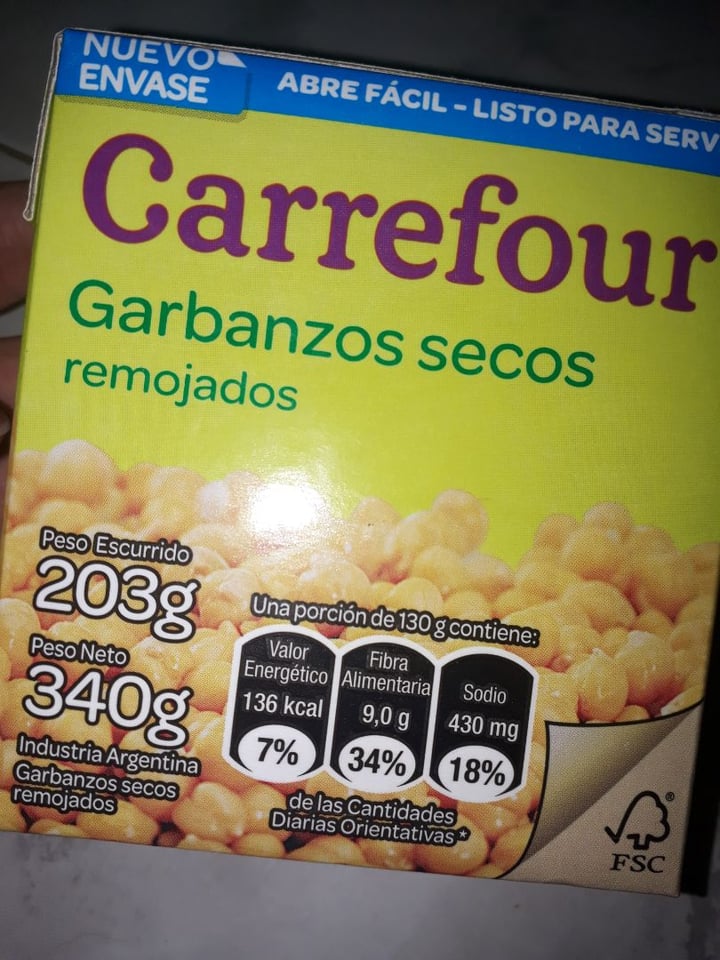 NUEVO
ENVASE
ABRE FÁCIL - LISTO PARA SERV
Carrefour
Garbanzos secos
remojados
Peso Escurrido
203g
Peso Neto
340g
Industria Argentina
Garbanzos secos
remojados
Una porción de 130 g contiene:
Valor
Energético
136 kcal
7%
Fibra
Alimentaria
9,0 g
34%
Sodio
430 mg
18%
de las Cantidades
Diarias Orientativas*
FSC
®